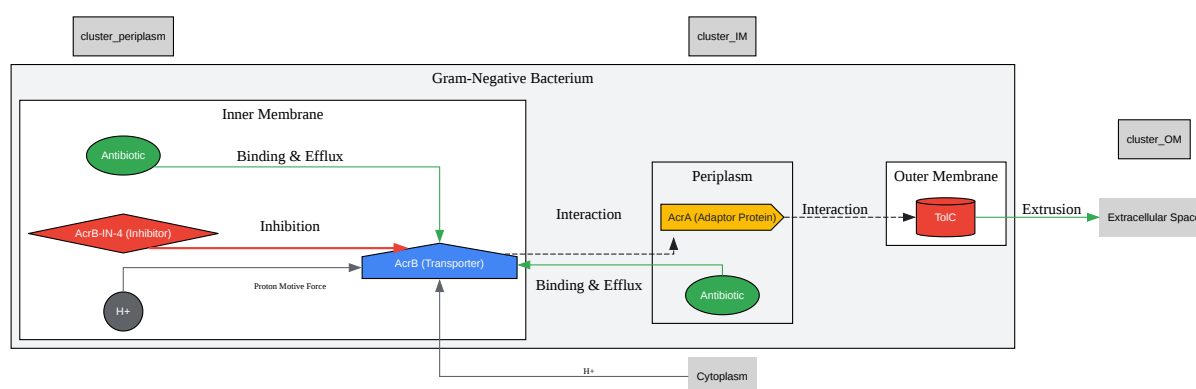 cluster_periplasm
cluster_IM
Gram-Negative Bacterium
Inner Membrane
cluster_OM
Antibiotic
Binding & Efflux
Periplasm
Outer Membrane
AcrB-IN-4 (Inhibitor)
Inhibition
Interaction
AcrA (Adaptor Protein)
Interaction
TolC
Extrusion
Extracellular Space
AcrB (Transporter)
Proton Motive Force
Binding & Efflux
Antibiotic
H+
H+
Cytoplasm